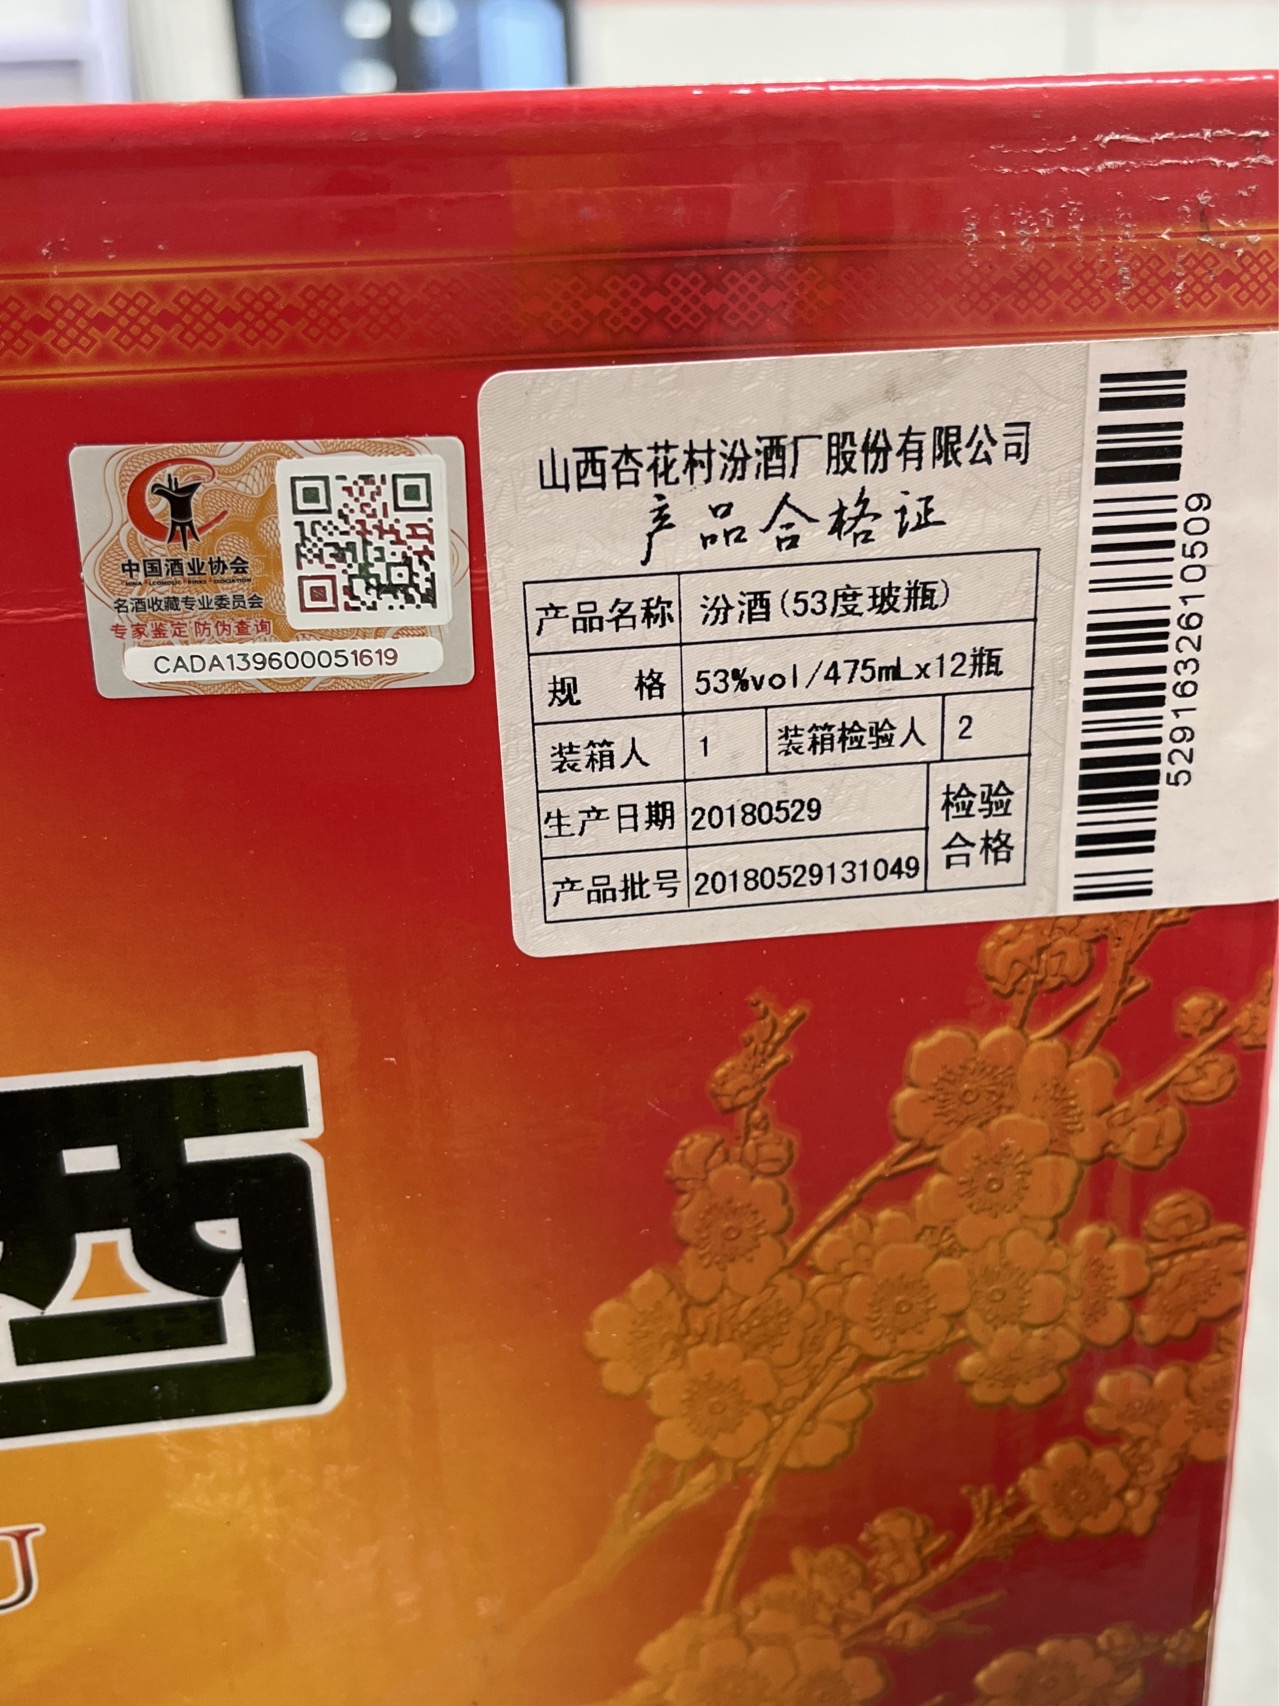 中国酒业协会
名酒收藏专业委员会
专家鉴定 防伪查询
CADA139600051619
山西杏花村汾酒厂股份有限公司
产品合格证
产品名称 汾酒(53度玻瓶)
规 格 53%vol/475mLx12瓶
装箱人 1 装箱检验人 2
生产日期 20180529
检验合格
产品批号 20180529131049
529163261050​9
酒
U